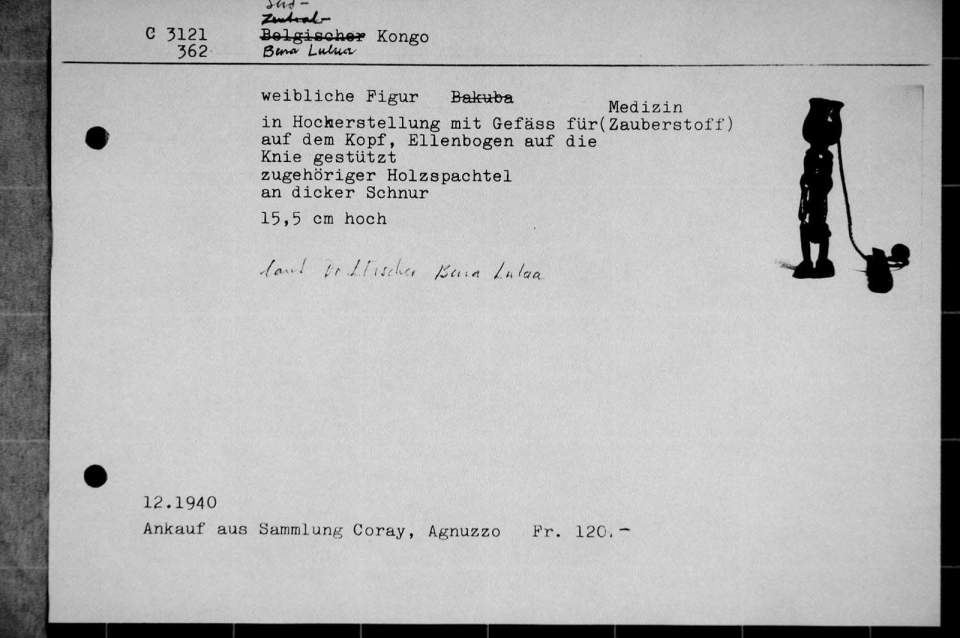 Süd-
Zentral-
C 3121 Belgischer Kongo
362 Bena Lulua
weibliche Figur Bakuba
Medizin
in Hockerstellung mit Gefäss für(Zauberstoff)
auf dem Kopf, Ellenbogen auf die
Knie gestützt
zugehöriger Holzspachtel
an dicker Schnur
15,5 cm hoch
laut Dr Bena Lulua
12.1940
Ankauf aus Sammlung Coray, Agnuzzo Fr. 120.-